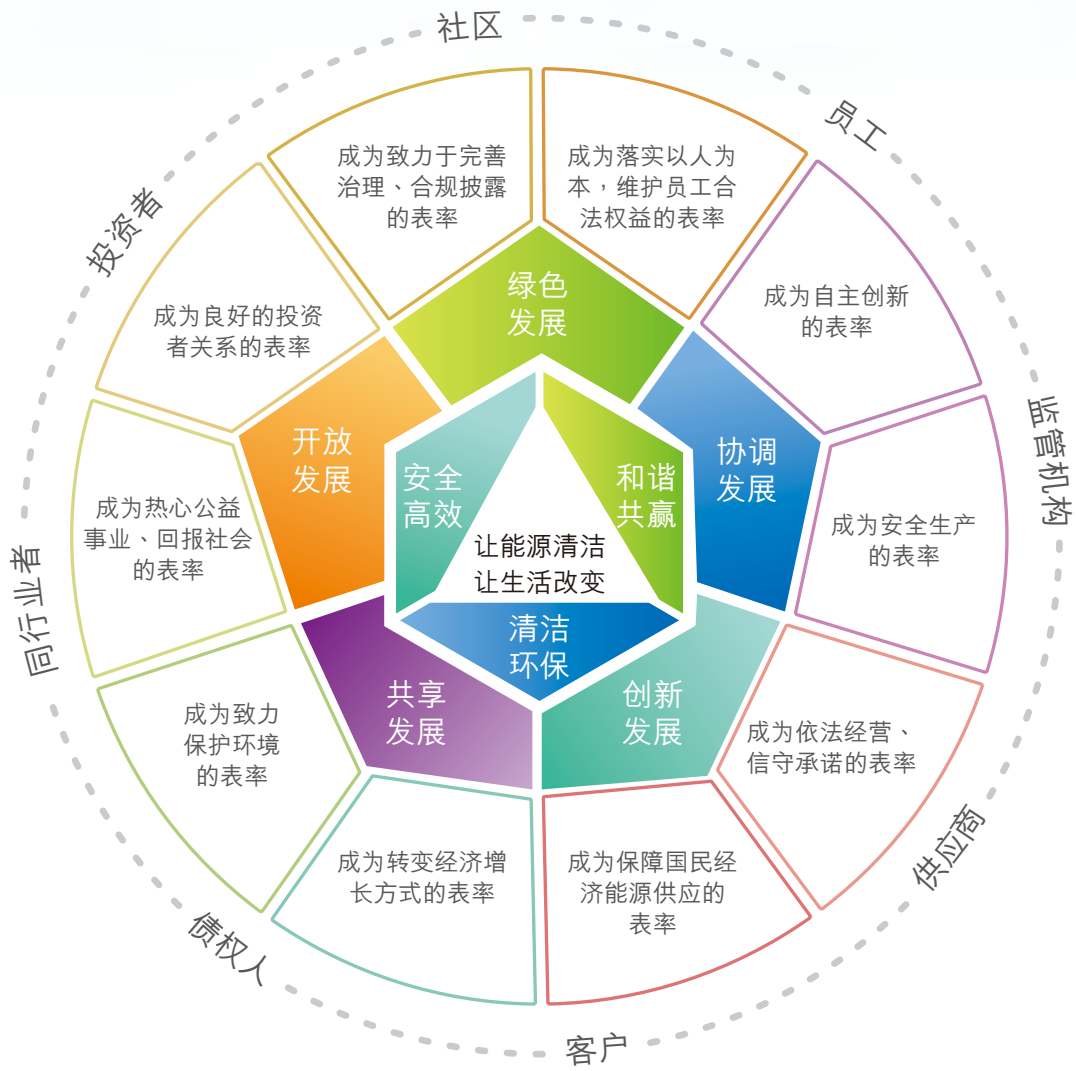 社区
员工
监管机构
供应商
客户
债权人
同行业者
投资者
成为致力于完善
治理、合规披露
的表率
成为落实以人为
本，维护员工合
法权益的表率
成为自主创新
的表率
成为安全生产
的表率
成为依法经营、
信守承诺的表率
成为保障国民经
济能源供应的
表率
成为转变经济增
长方式的表率
成为致力
保护环境
的表率
成为热心公益
事业、回报社会
的表率
成为良好的投资
者关系的表率
绿色
发展
协调
发展
创新
发展
共享
发展
开放
发展
安全
高效
和谐
共赢
清洁
环保
让能源清洁
让生活改变